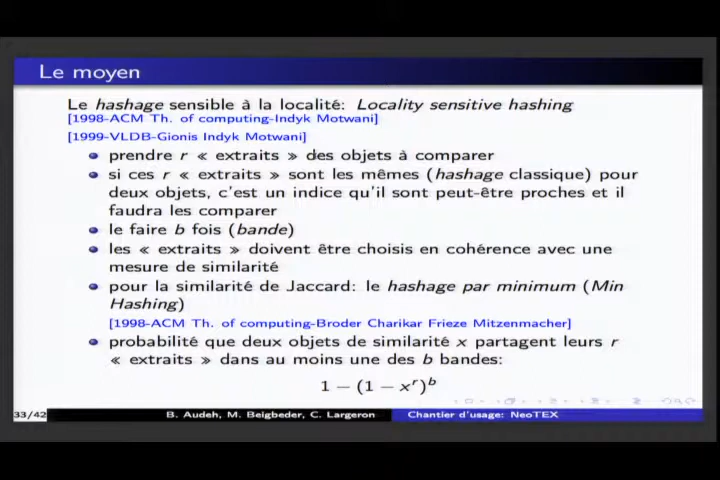 Le moyen
Le hashage sensible à la localité: Locality sensitive hashing
[1998-ACM Th. of computing-Indyk Motwani]
[1999-VLDB-Gionis Indyk Motwani]
prendre r « extraits » des objets à comparer
si ces r « extraits » sont les mêmes (hashage classique) pour
deux objets, c'est un indice qu'il sont peut-être proches et il
faudra les comparer
le faire b fois (bande)
les « extraits » doivent être choisis en cohérence avec une
mesure de similarité
pour la similarité de Jaccard: le hashage par minimum (Min
Hashing)
[1998-ACM Th. of computing-Broder Charikar Frieze Mitzenmacher]
probabilité que deux objets de similarité x partagent leurs r
« extraits » dans au moins une des b bandes:
1 − (1 − xʳ)ᵇ
33/42 B. Audeh, M. Beigbeder, C. Largeron Chantier d'usage: NeoTEX